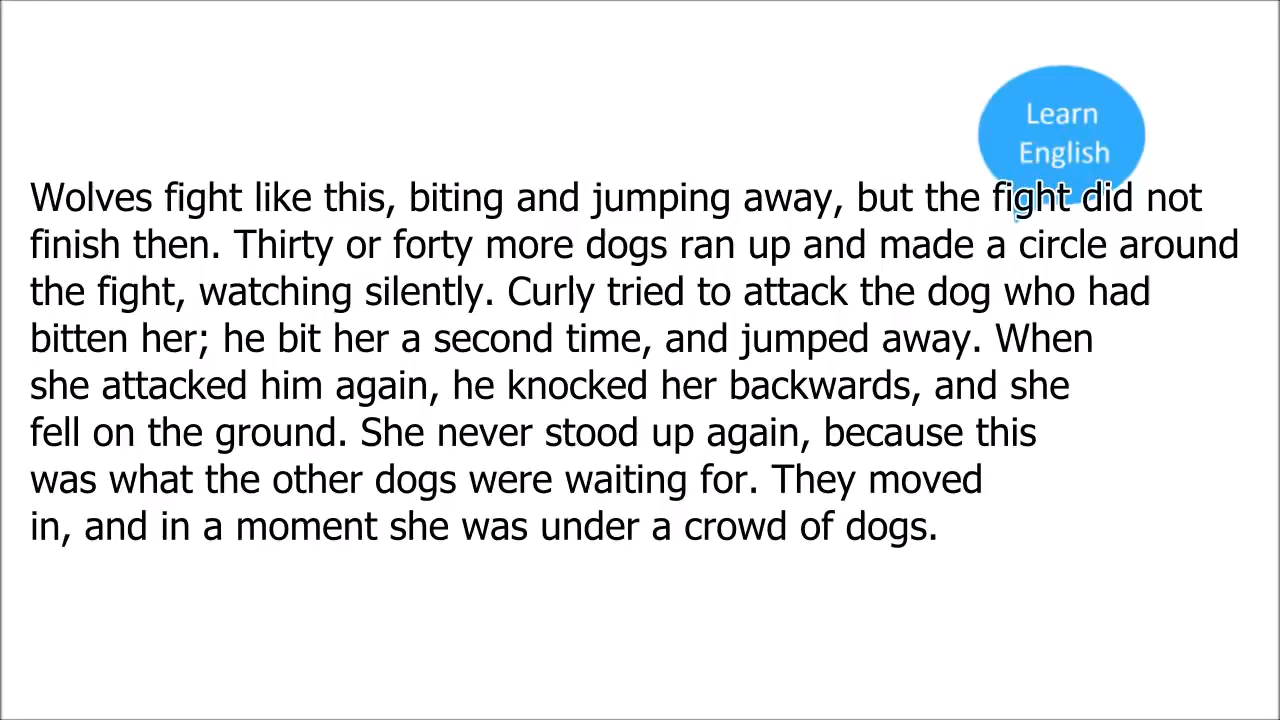 Learn
English
Wolves fight like this, biting and jumping away, but the fight did not
finish then. Thirty or forty more dogs ran up and made a circle around
the fight, watching silently. Curly tried to attack the dog who had
bitten her; he bit her a second time, and jumped away. When
she attacked him again, he knocked her backwards, and she
fell on the ground. She never stood up again, because this
was what the other dogs were waiting for. They moved
in, and in a moment she was under a crowd of dogs.